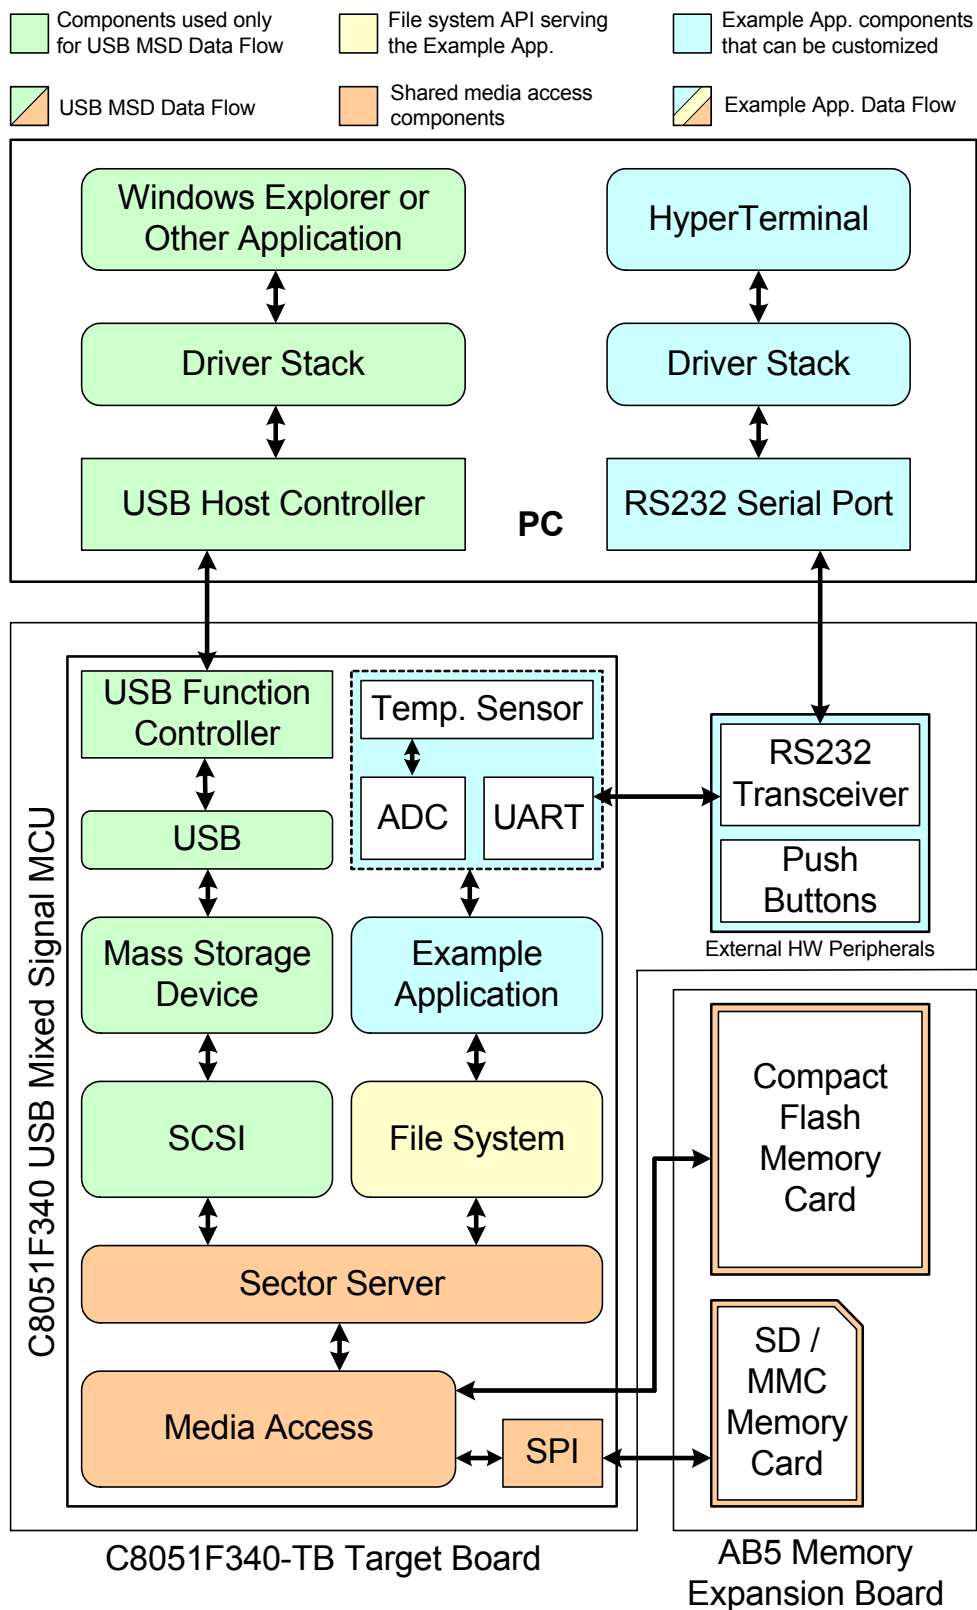 Components used only
for USB MSD Data Flow
File system API serving
the Example App.
Example App. components
that can be customized
USB MSD Data Flow
Shared media access
components
Example App. Data Flow
Windows Explorer or
Other Application
HyperTerminal
Driver Stack
Driver Stack
USB Host Controller
PC
RS232 Serial Port
C8051F340 USB Mixed Signal MCU
USB Function
Controller
Temp. Sensor
ADC
UART
RS232
Transceiver
Push
Buttons
External HW Peripherals
USB
Mass Storage
Device
Example
Application
SCSI
File System
Compact
Flash
Memory
Card
Sector Server
Media Access
SPI
SD /
MMC
Memory
Card
C8051F340-TB Target Board
AB5 Memory
Expansion Board